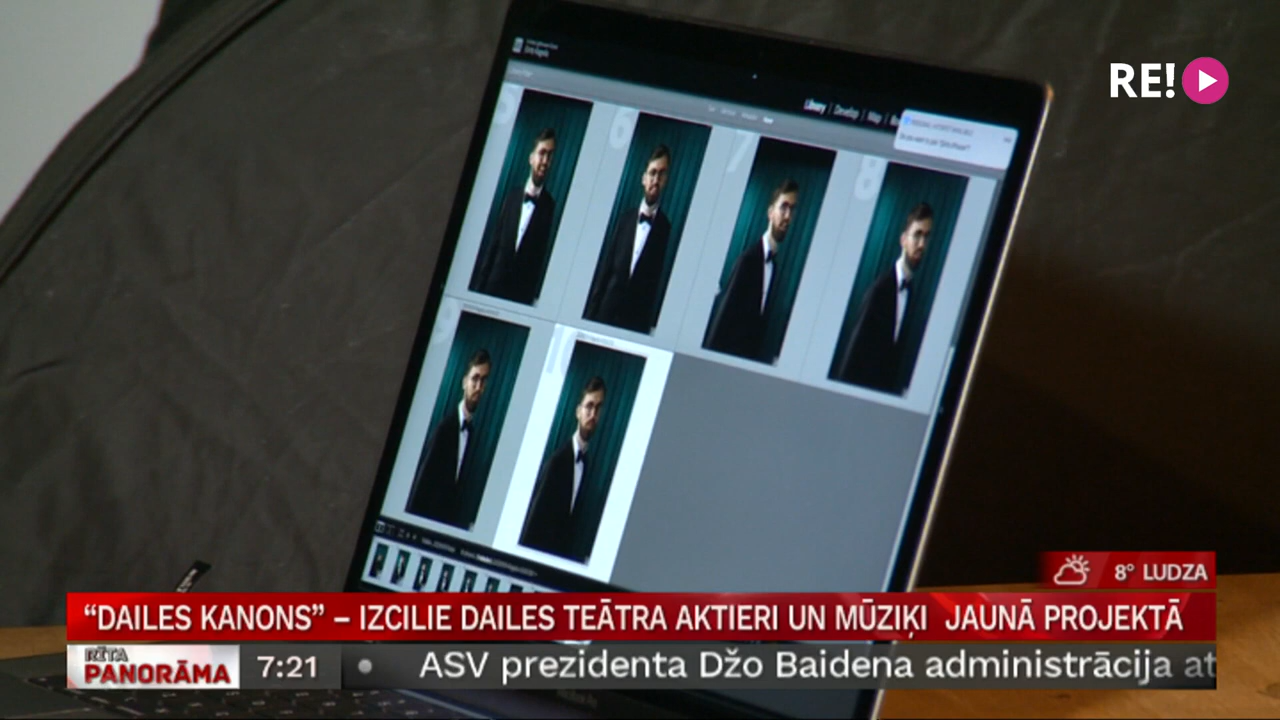 RE!
Library | Develop | Map |
8° LUDZA
“DAILES KANONS” – IZCILIE DAILES TEĀTRA AKTIERI UN MŪZIĶI JAUNĀ PROJEKTĀ
RĪTA
PANORĀMA
7:21
ASV prezidenta Džo Baidena administrācija at